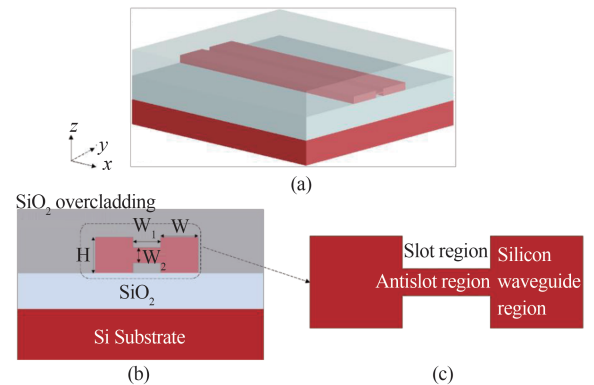 z
y
x
(a)
SiO₂ overcladding
W₁ W
H
W₂
SiO₂
Si Substrate
(b)
Slot region
Antislot region
Silicon
waveguide
region
(c)